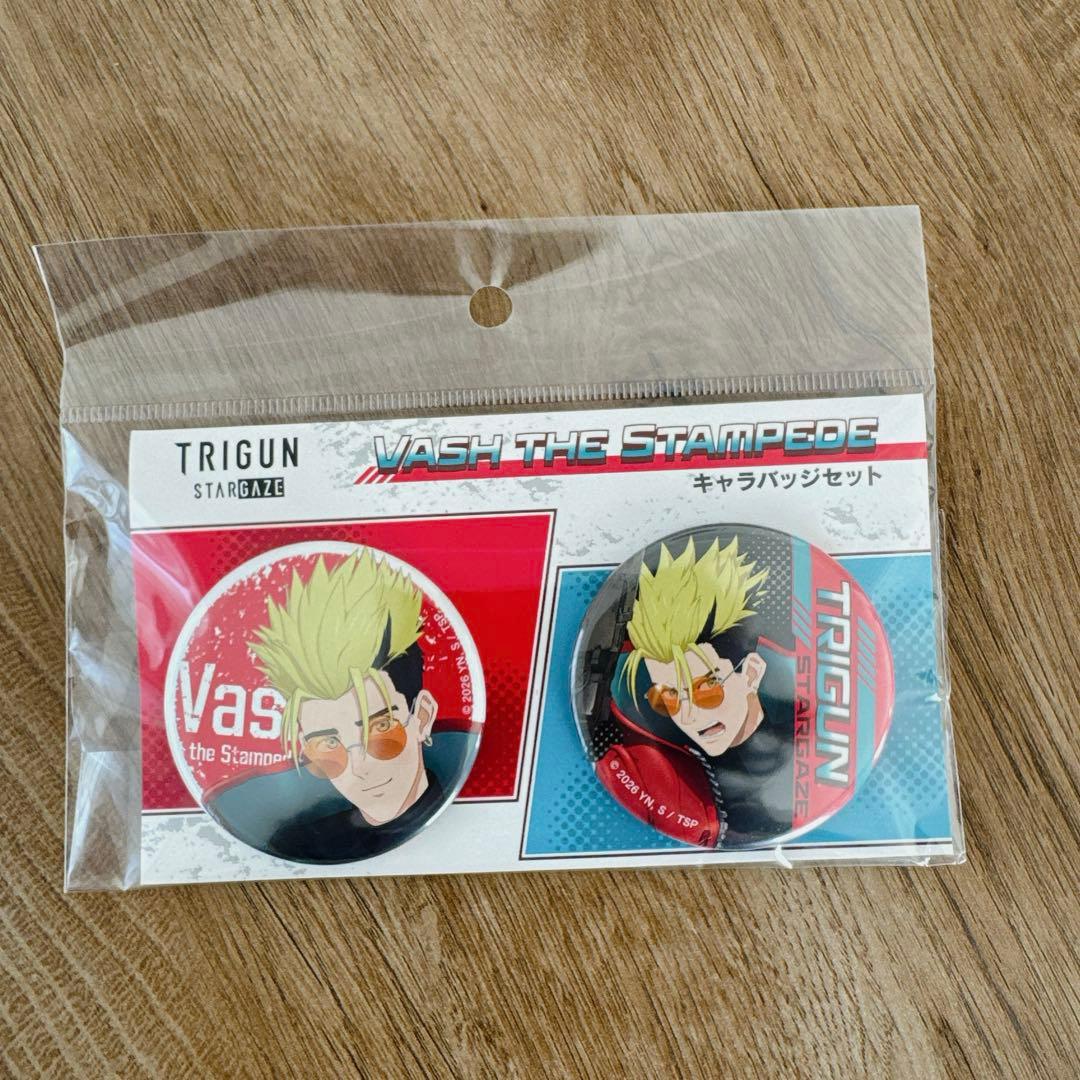 TRIGUN
STARGAZE
VASH THE STAMPEDE
キャラバッジセット
Vas
the Stamped
© 2026 YN, S / TSP
TRIGUN
STARGAZE
© 2026 YN, S / TSP